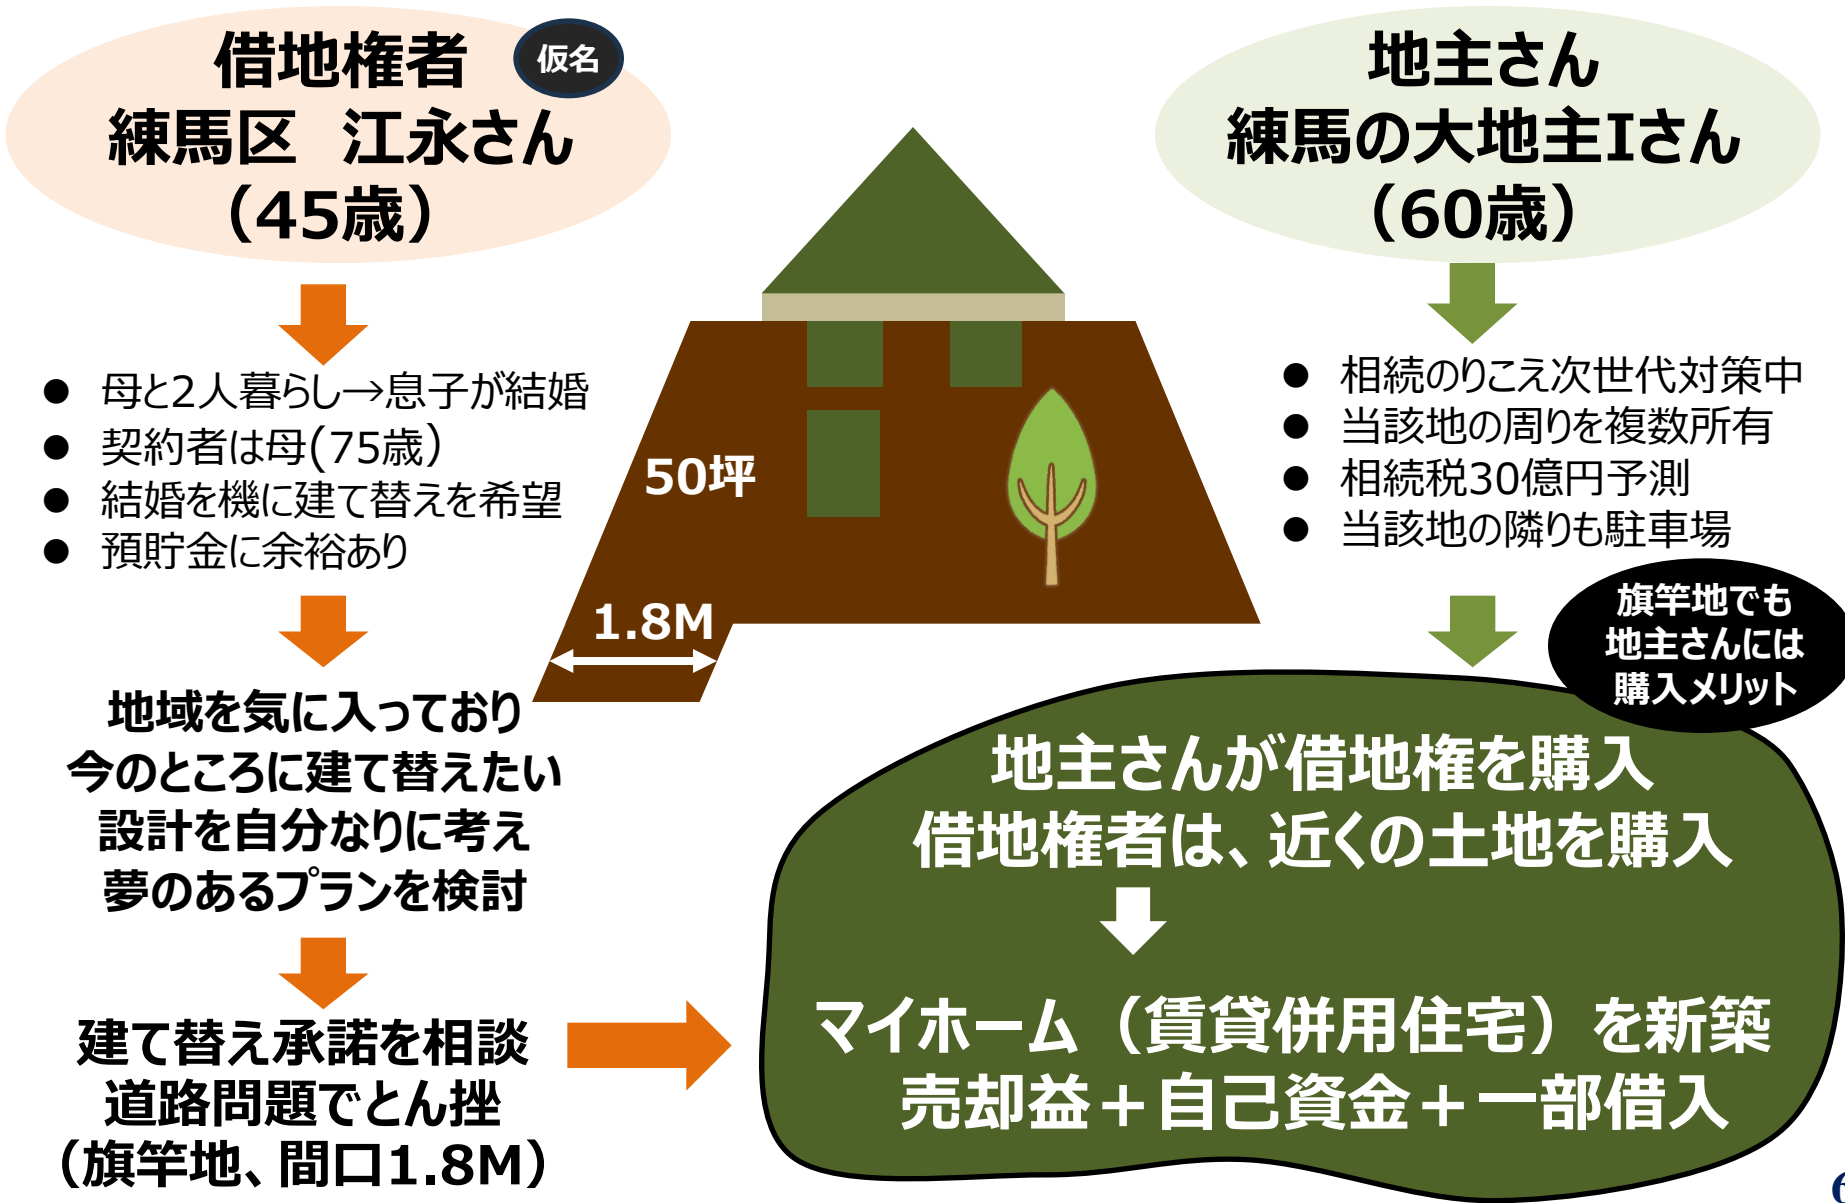 借地権者
仮名
練馬区　江永さん
（45歳）
● 母と2人暮らし→息子が結婚
● 契約者は母(75歳）
● 結婚を機に建て替えを希望
● 預貯金に余裕あり
地域を気に入っており
今のところに建て替えたい
設計を自分なりに考え
夢のあるプランを検討
建て替え承諾を相談
道路問題でとん挫
（旗竿地、間口1.8M）
50坪
1.8M
地主さん
練馬の大地主Iさん
（60歳）
● 相続のりこえ次世代対策中
● 当該地の周りを複数所有
● 相続税30億円予測
● 当該地の隣りも駐車場
旗竿地でも
地主さんには
購入メリット
地主さんが借地権を購入
借地権者は、近くの土地を購入
マイホーム（賃貸併用住宅）を新築
売却益＋自己資金＋一部借入